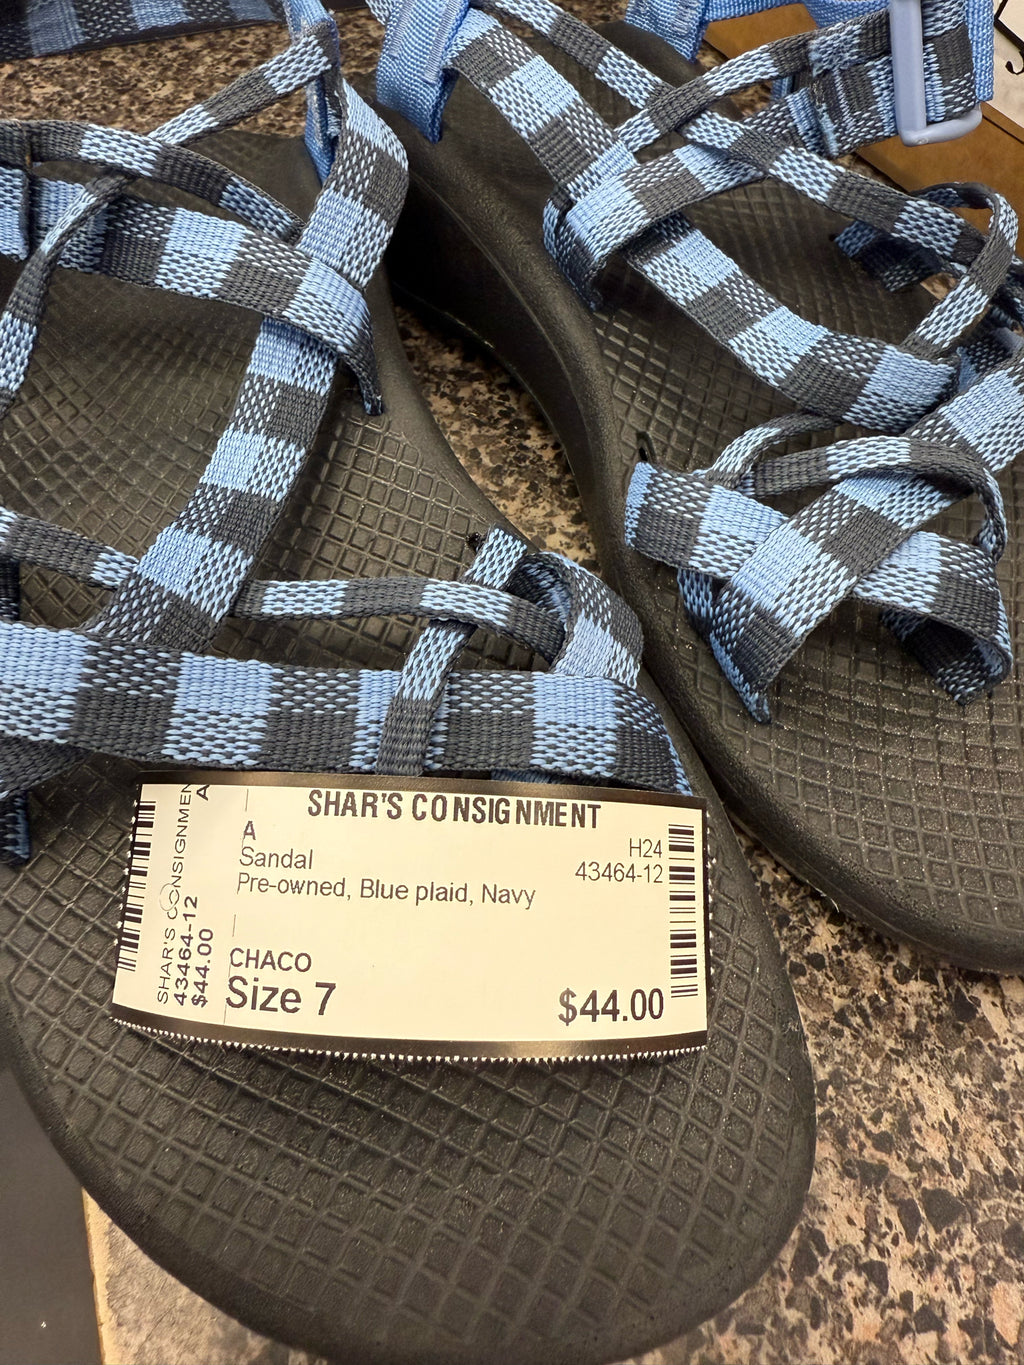 SHAR'S CONSIGNMENT
A
H24
Sandal
43464-12
Pre-owned, Blue plaid, Navy
CHACO
Size 7
$44.00
SHAR'S CONSIGNMEN
A
43464-12
$44.00